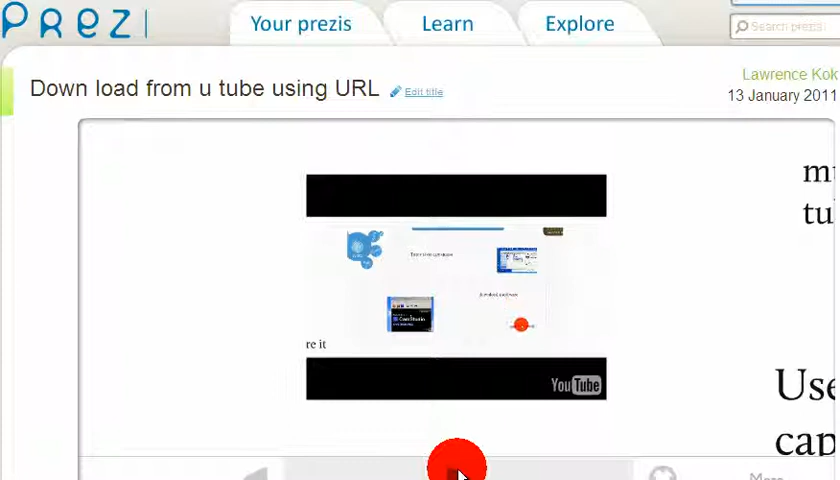 Prezi
Your prezis
Learn
Explore
Search prezis
Down load from u tube using URL
Edit title
Lawrence Kok
13 January 2011
tu
CamStudio
re it
YouTube
Use
cap
More